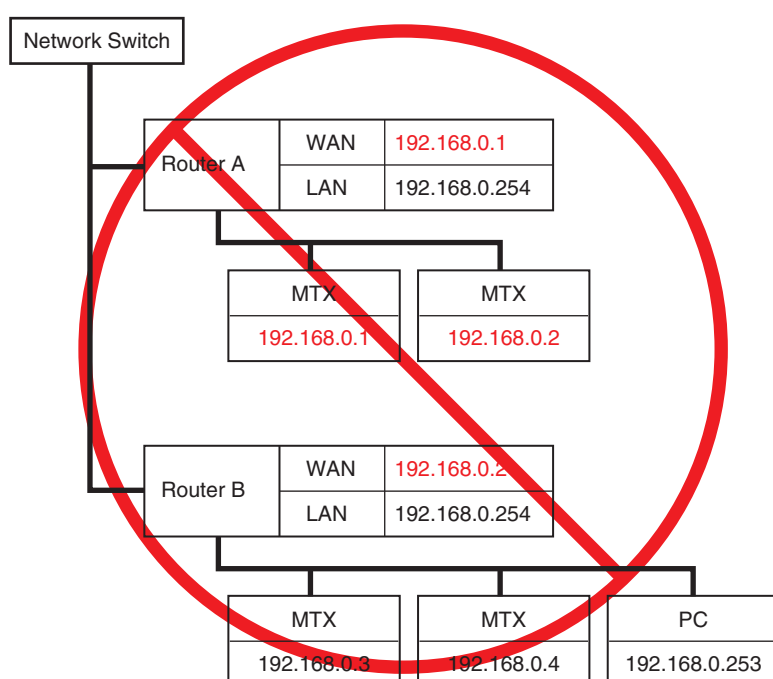 Network Switch
Router A
WAN 192.168.0.1
LAN 192.168.0.254
MTX MTX
192.168.0.1 192.168.0.2
Router B
WAN 192.168.0.2
LAN 192.168.0.254
MTX MTX PC
192.168.0.3 192.168.0.4 192.168.0.253